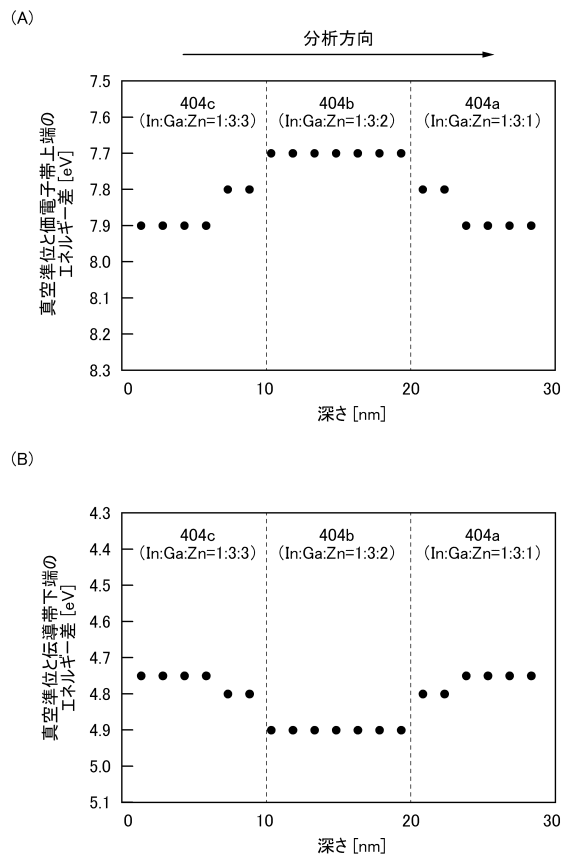 (A)
分析方向
404c
404b
404a
(In:Ga:Zn=1:3:3)
(In:Ga:Zn=1:3:2)
(In:Ga:Zn=1:3:1)
真空準位と価電子帯上端の
エネルギー差 [eV]
7.5
7.6
7.7
7.8
7.9
8.0
8.1
8.2
8.3
0
10
20
30
深さ [nm]
(B)
404c
404b
404a
(In:Ga:Zn=1:3:3)
(In:Ga:Zn=1:3:2)
(In:Ga:Zn=1:3:1)
真空準位と伝導帯下端の
エネルギー差 [eV]
4.3
4.4
4.5
4.6
4.7
4.8
4.9
5.0
5.1
0
10
20
30
深さ [nm]